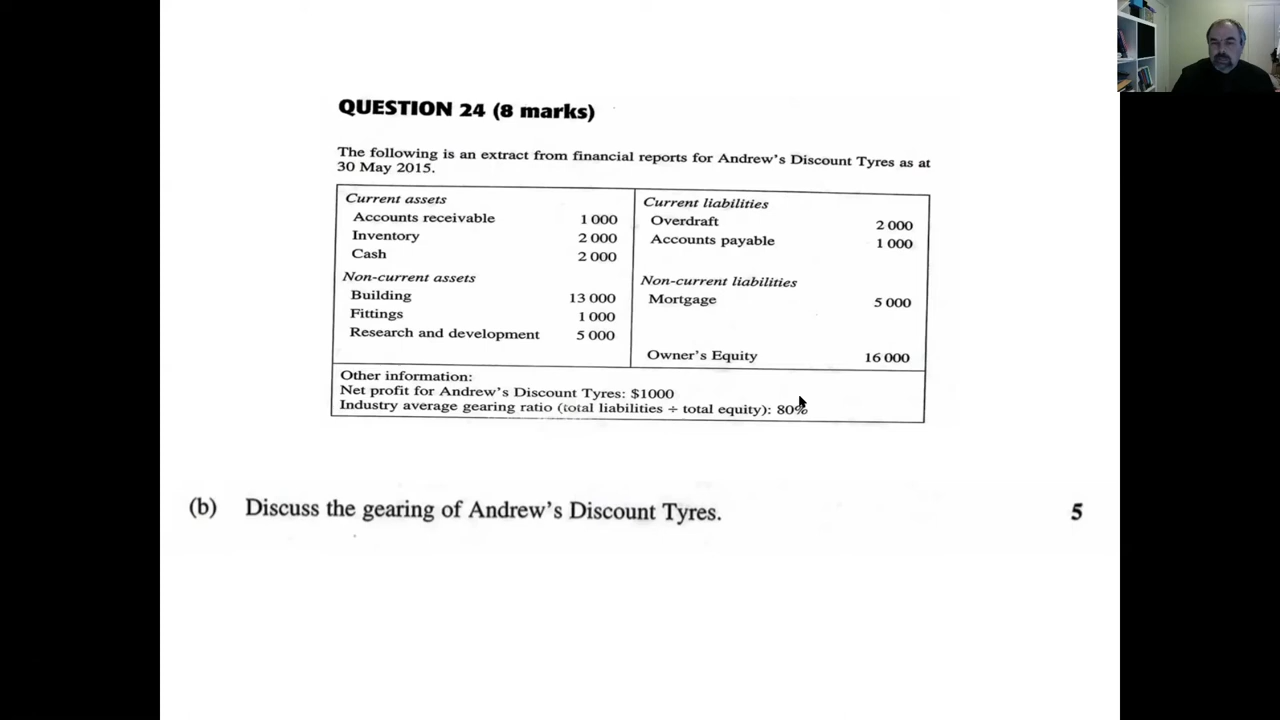 QUESTION 24 (8 marks)
The following is an extract from financial reports for Andrew's Discount Tyres as at
30 May 2015.
Current assets
Accounts receivable 1 000
Inventory 2 000
Cash 2 000
Non-current assets
Building 13 000
Fittings 1 000
Research and development 5 000
Current liabilities
Overdraft 2 000
Accounts payable 1 000
Non-current liabilities
Mortgage 5 000
Owner's Equity 16 000
Other information:
Net profit for Andrew's Discount Tyres: $1000
Industry average gearing ratio (total liabilities ÷ total equity): 80%
(b) Discuss the gearing of Andrew's Discount Tyres. 5